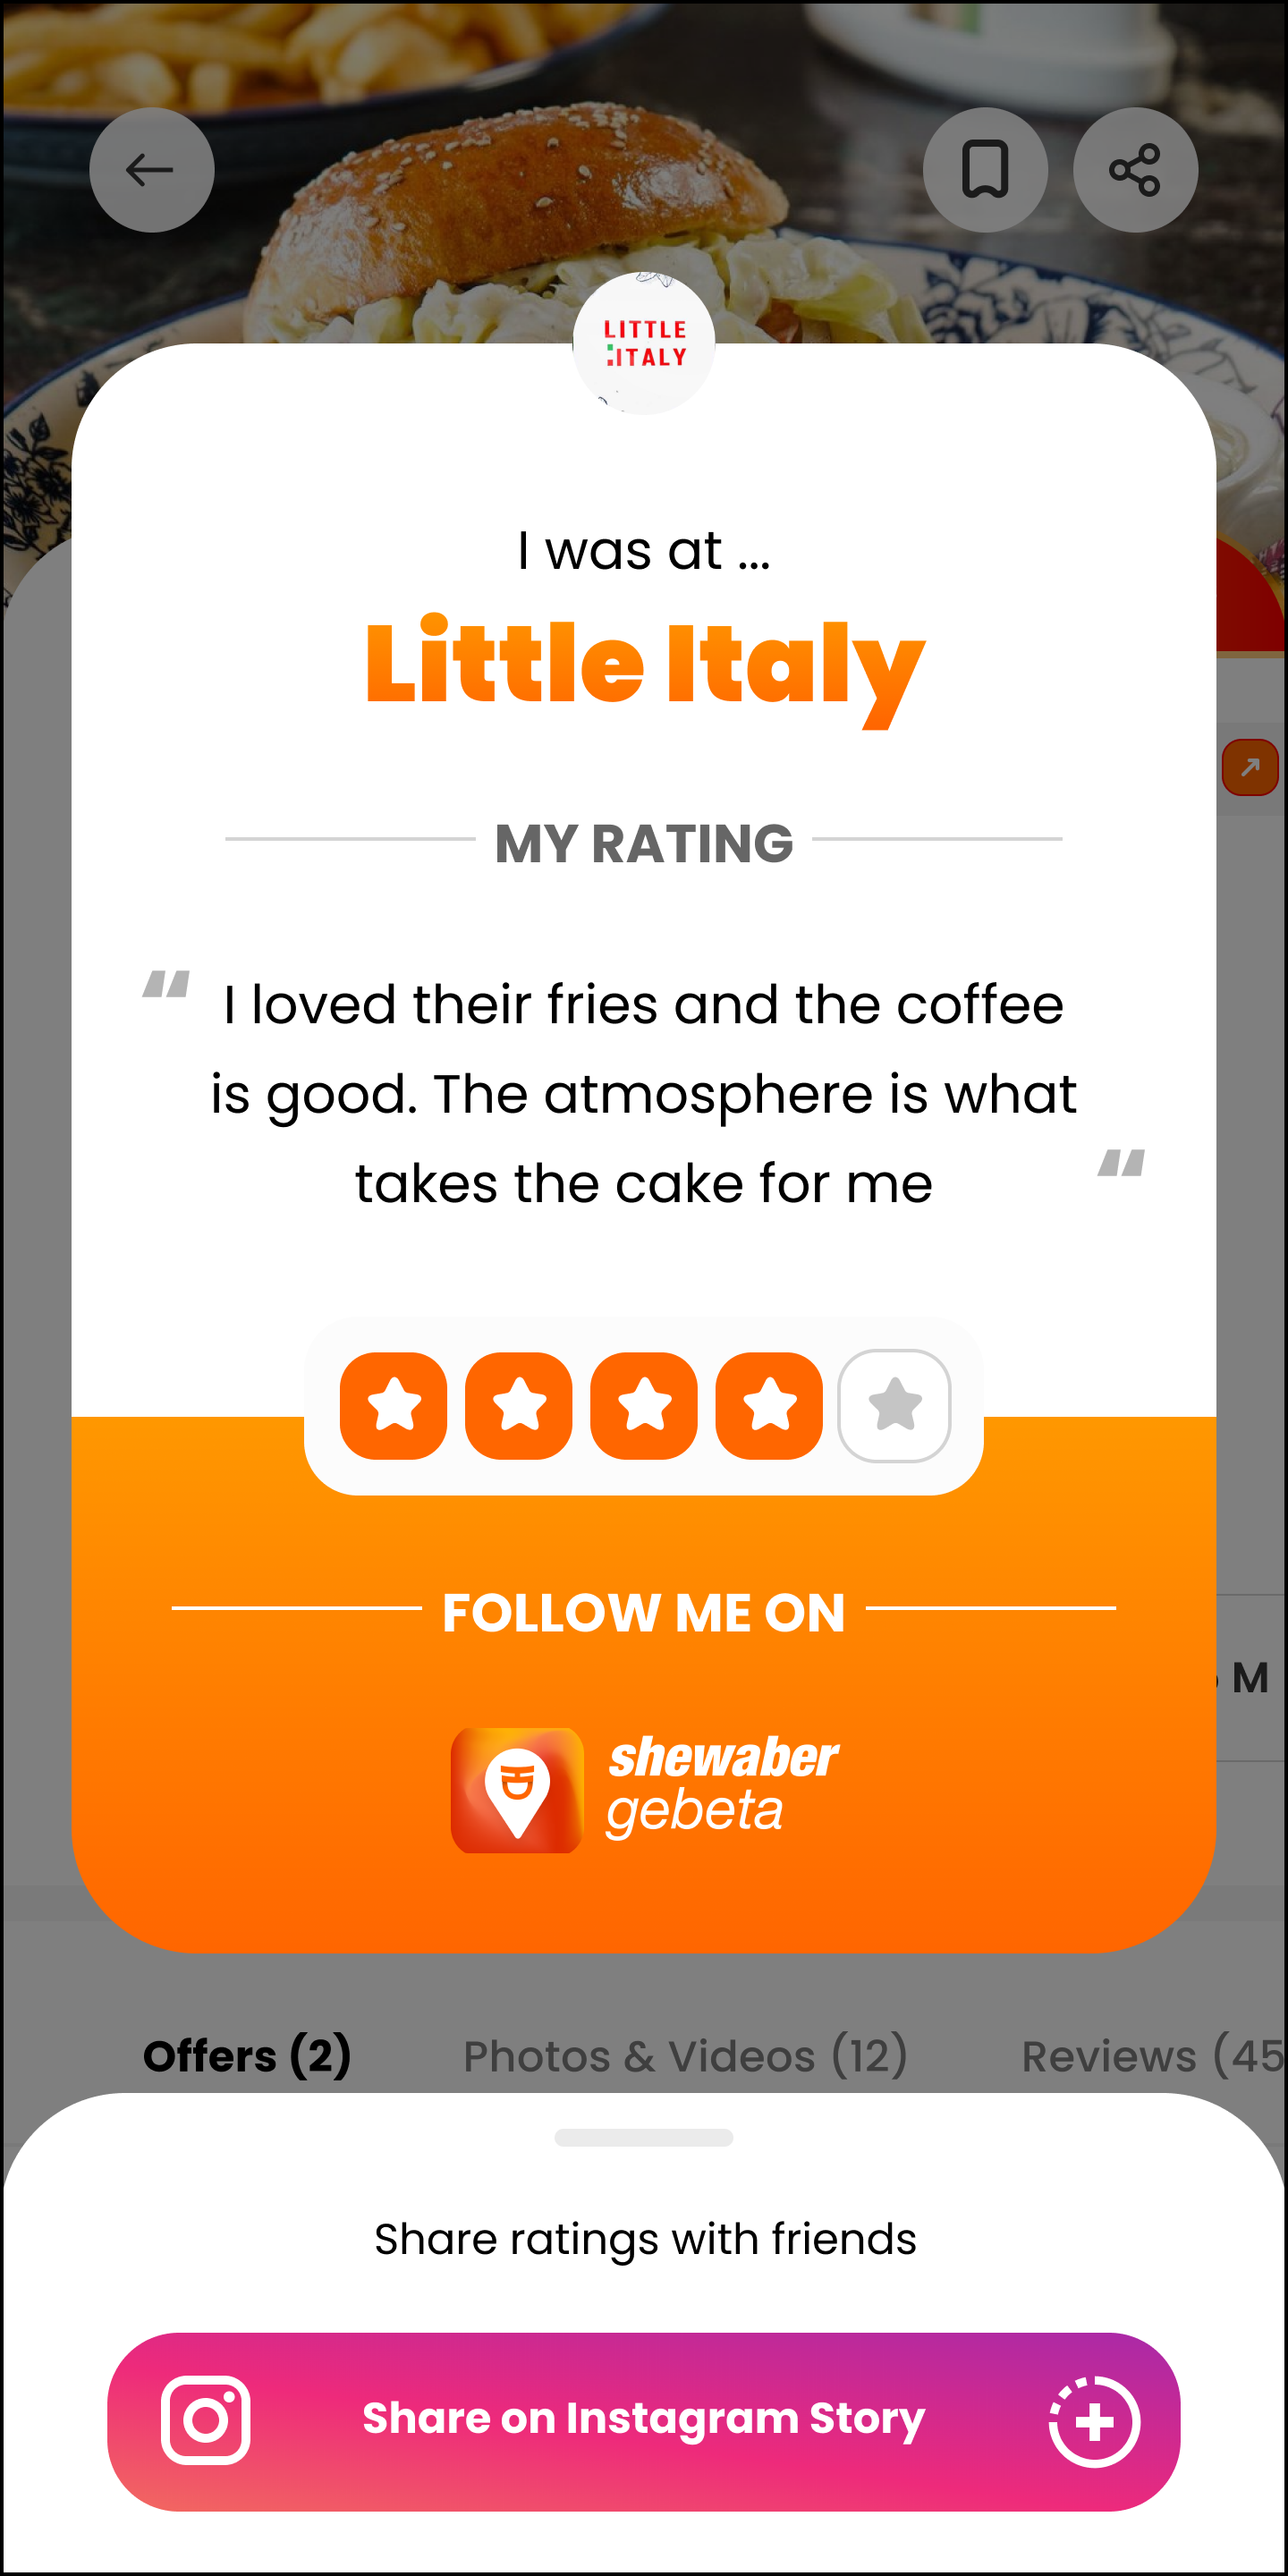 LITTLE
ITALY
I was at ...
Little Italy
MY RATING
“ I loved their fries and the coffee
is good. The atmosphere is what
takes the cake for me “
FOLLOW ME ON
shewaber
gebeta
M
Offers (2) Photos & Videos (12) Reviews (45
Share ratings with friends
Share on Instagram Story